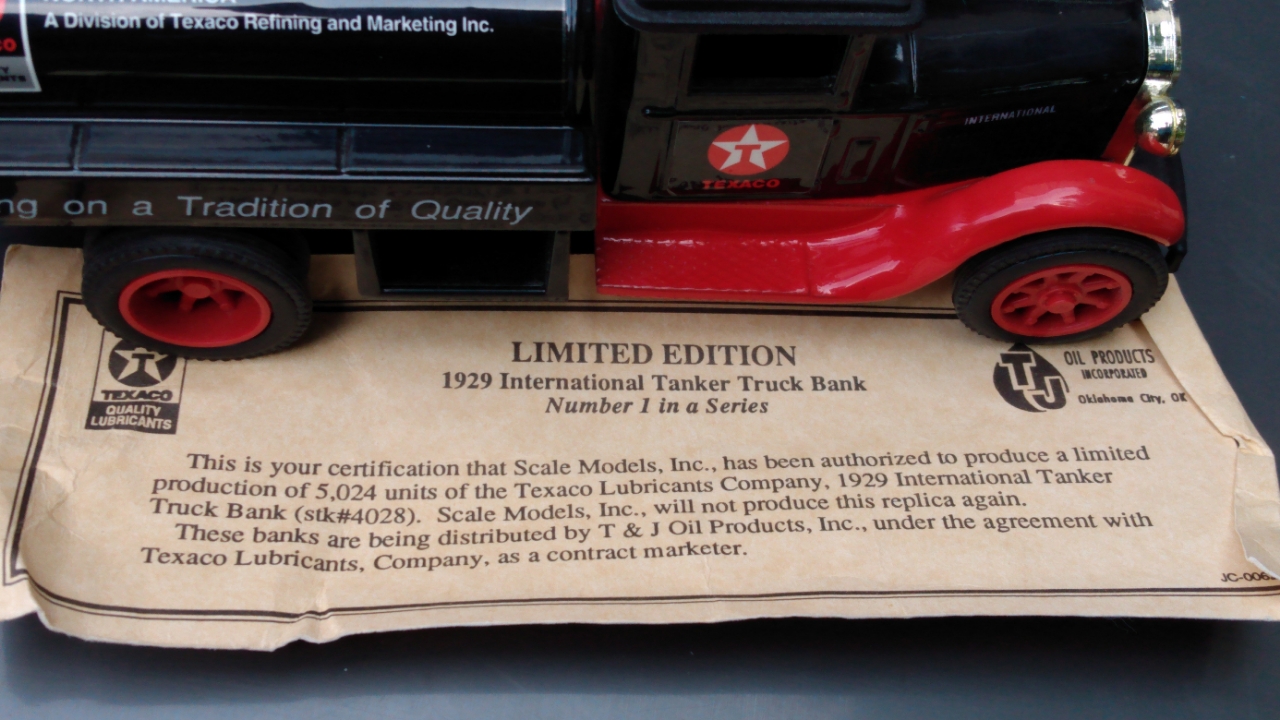 NORTH AMERICA
A Division of Texaco Refining and Marketing Inc.
INTERNATIONAL
T
TEXACO
on a Tradition of Quality
LIMITED EDITION
1929 International Tanker Truck Bank
Number 1 in a Series
T
TEXACO
QUALITY
LUBRICANTS
TJ
OIL PRODUCTS
INCORPORATED
Oklahoma City, OK
This is your certification that Scale Models, Inc., has been authorized to produce a limited
production of 5,024 units of the Texaco Lubricants Company, 1929 International Tanker
Truck Bank (stk#4028). Scale Models, Inc., will not produce this replica again.
These banks are being distributed by T & J Oil Products, Inc., under the agreement with
Texaco Lubricants, Company, as a contract marketer.